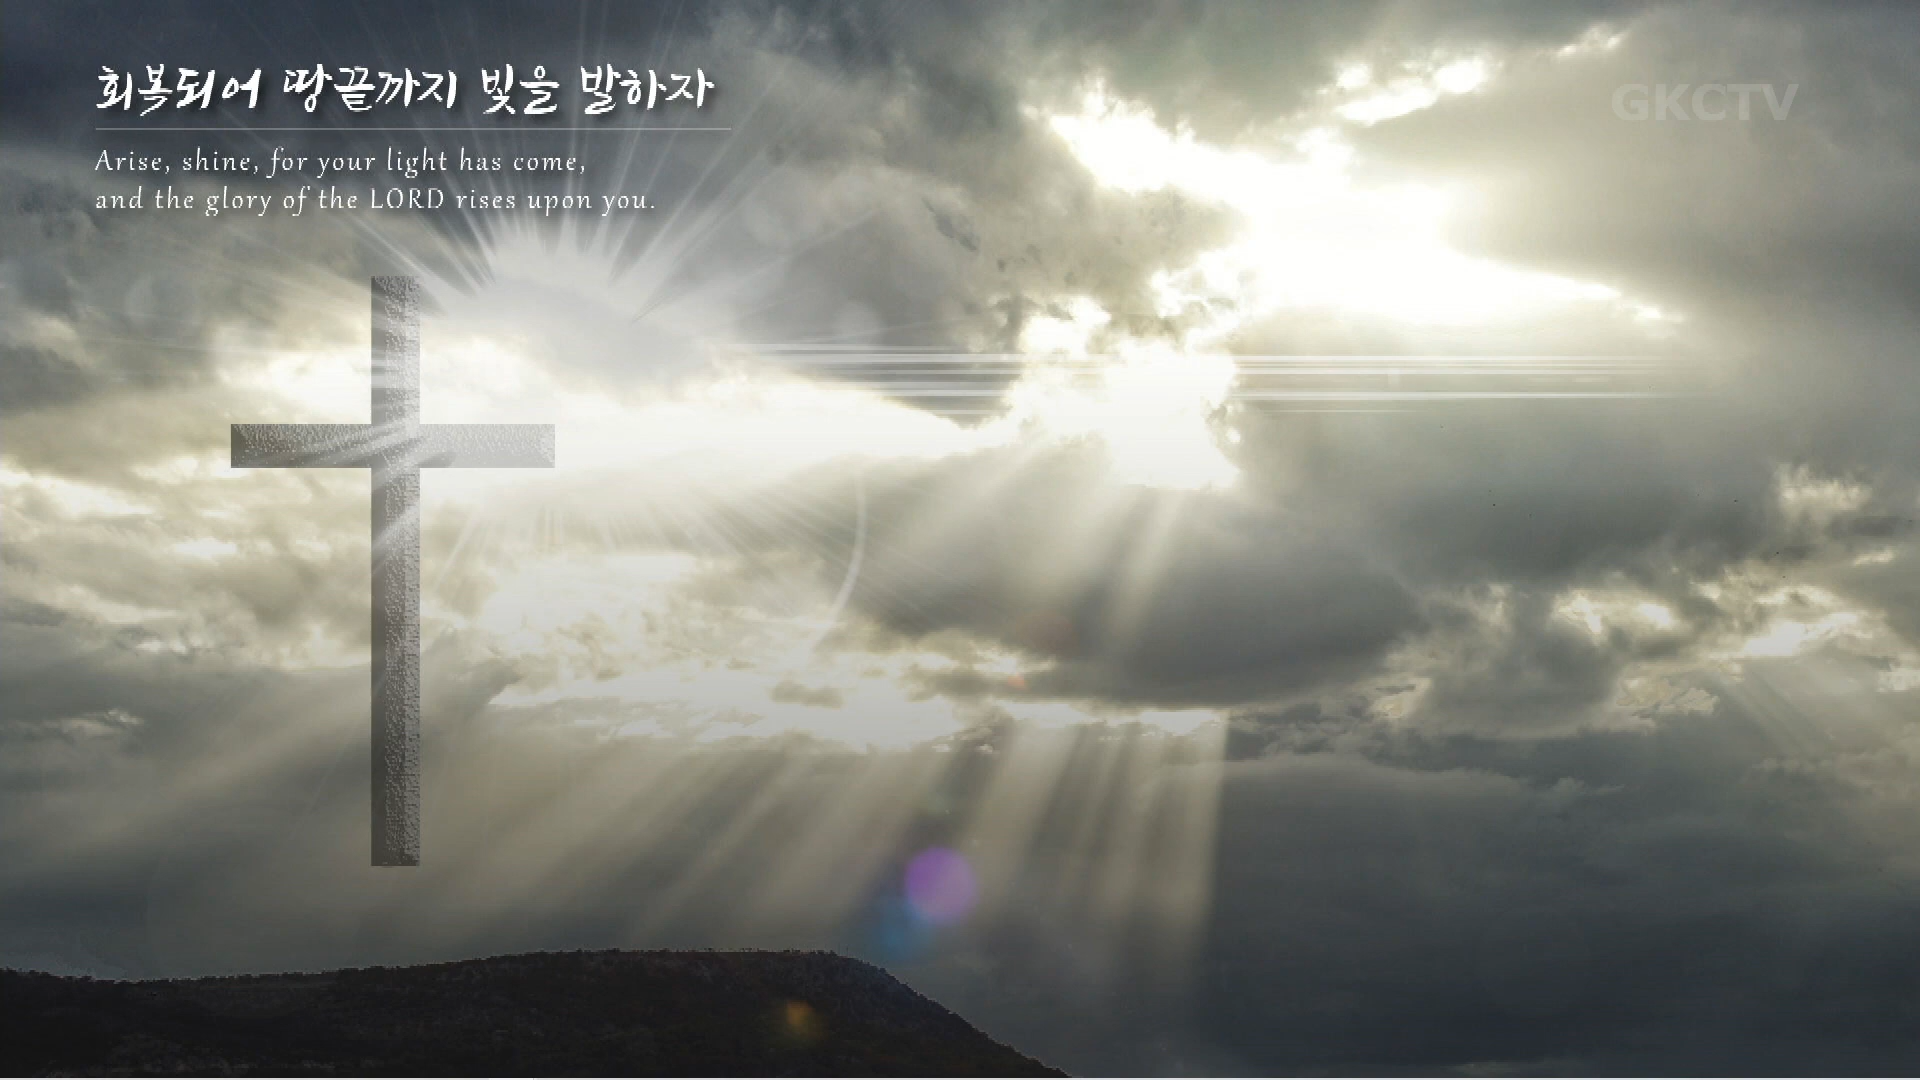 회복되어 땅끝까지 빛을 발하자
Arise, shine, for your light has come,
and the glory of the LORD rises upon you.
GKCTV